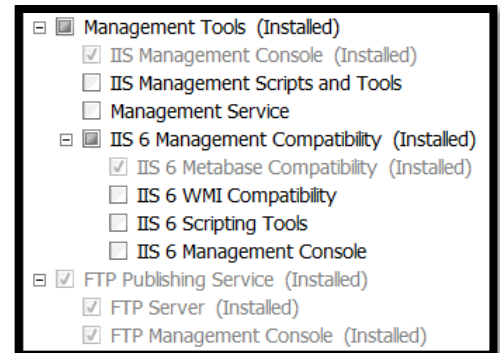 Management Tools (Installed)
IIS Management Console (Installed)
IIS Management Scripts and Tools
Management Service
IIS 6 Management Compatibility (Installed)
IIS 6 Metabase Compatibility (Installed)
IIS 6 WMI Compatibility
IIS 6 Scripting Tools
IIS 6 Management Console
FTP Publishing Service (Installed)
FTP Server (Installed)
FTP Management Console (Installed)